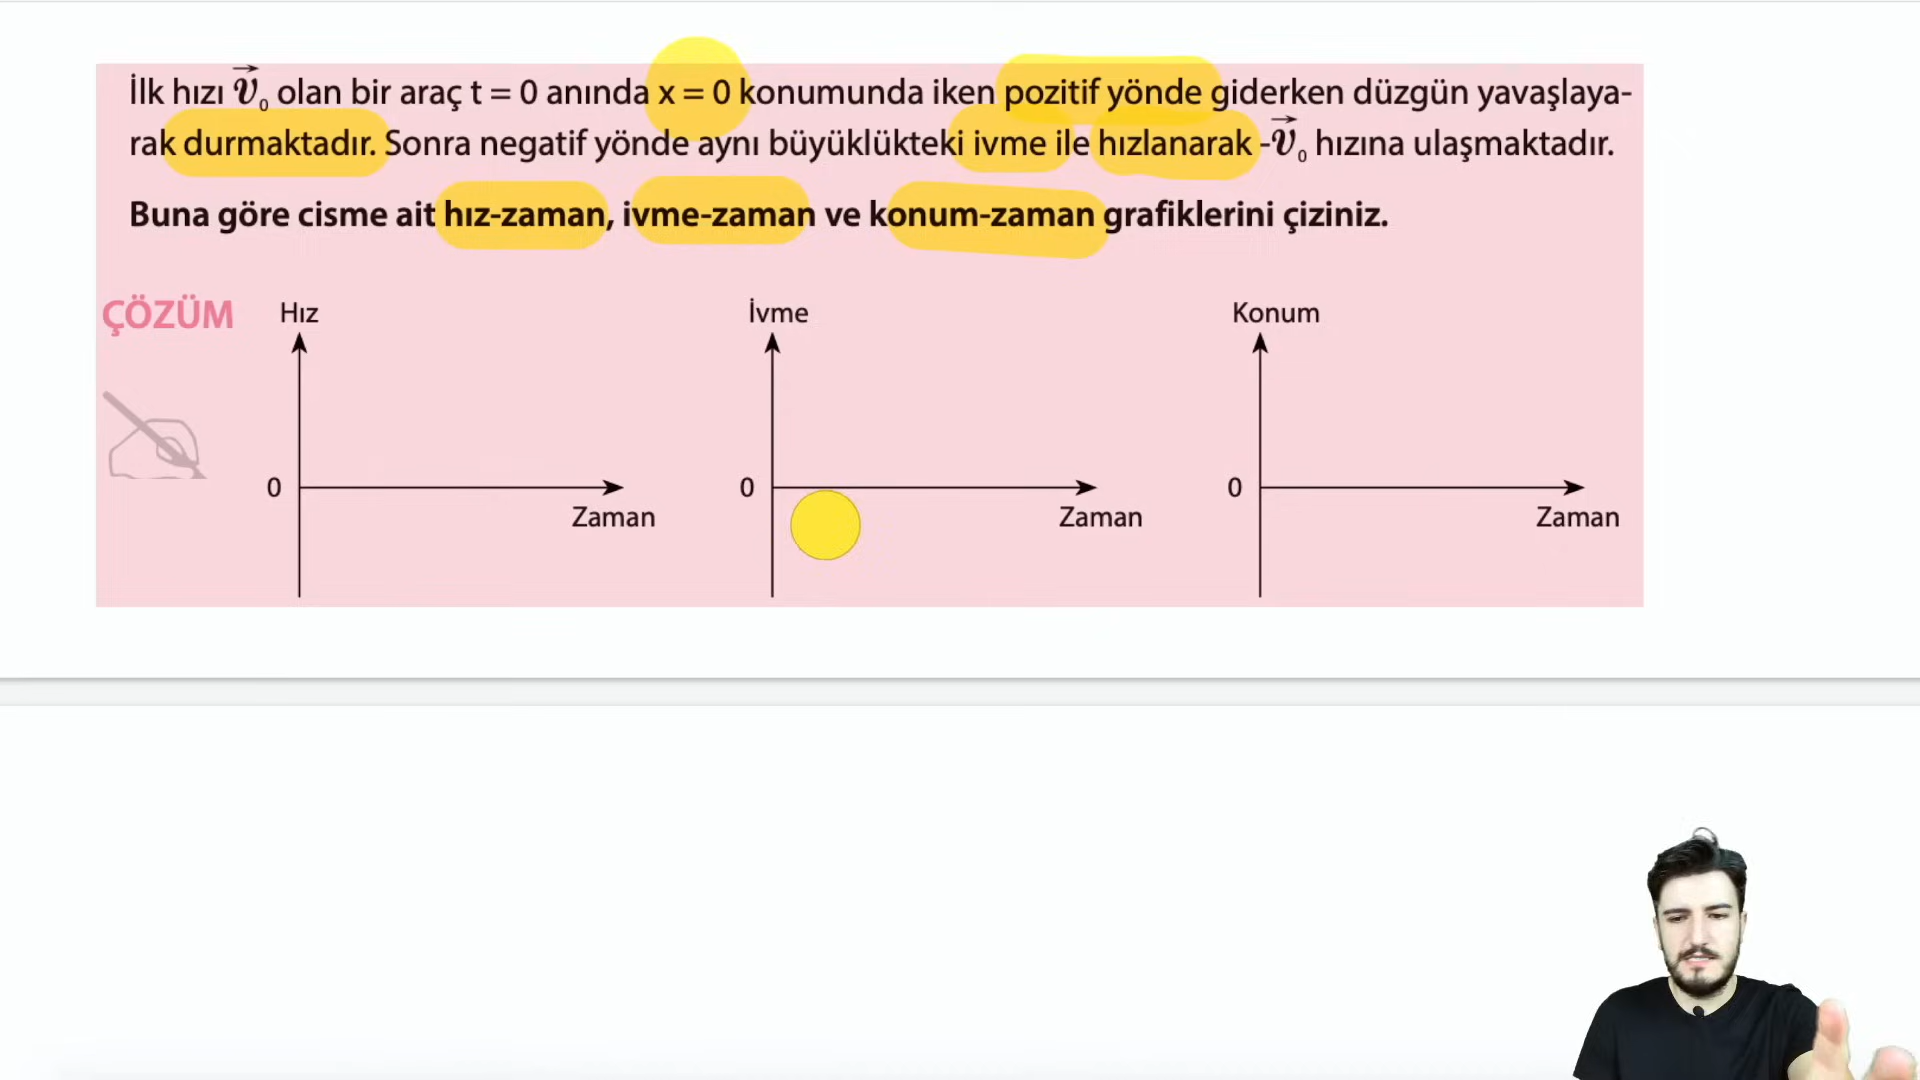 İlk hızı v₀ olan bir araç t = 0 anında x = 0 konumunda iken pozitif yönde giderken düzgün yavaşlaya-
rak durmaktadır. Sonra negatif yönde aynı büyüklükteki ivme ile hızlanarak -v₀ hızına ulaşmaktadır.
Buna göre cisme ait hız-zaman, ivme-zaman ve konum-zaman grafiklerini çiziniz.
ÇÖZÜM
Hız
0
Zaman
İvme
0
Zaman
Konum
0
Zaman